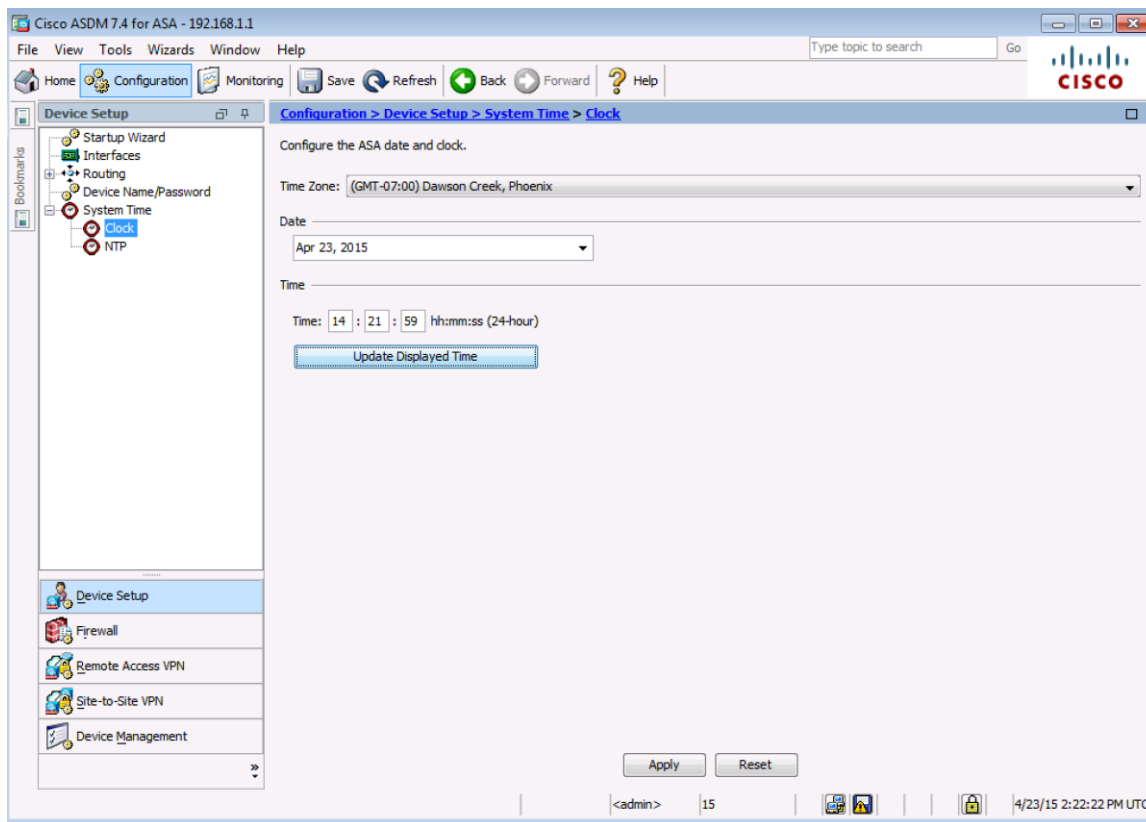 Cisco ASDM 7.4 for ASA - 192.168.1.1
File View Tools Wizards Window Help
Type topic to search Go
Home Configuration Monitoring Save Refresh Back Forward Help
CISCO
Bookmarks
Device Setup
Startup Wizard
Interfaces
Routing
Device Name/Password
System Time
Clock
NTP
Device Setup
Firewall
Remote Access VPN
Site-to-Site VPN
Device Management
»
Configuration > Device Setup > System Time > Clock
Configure the ASA date and clock.
Time Zone: (GMT-07:00) Dawson Creek, Phoenix
Date
Apr 23, 2015
Time
Time: 14 : 21 : 59 hh:mm:ss (24-hour)
Update Displayed Time
Apply Reset
<admin> 15 4/23/15 2:22:22 PM UTC